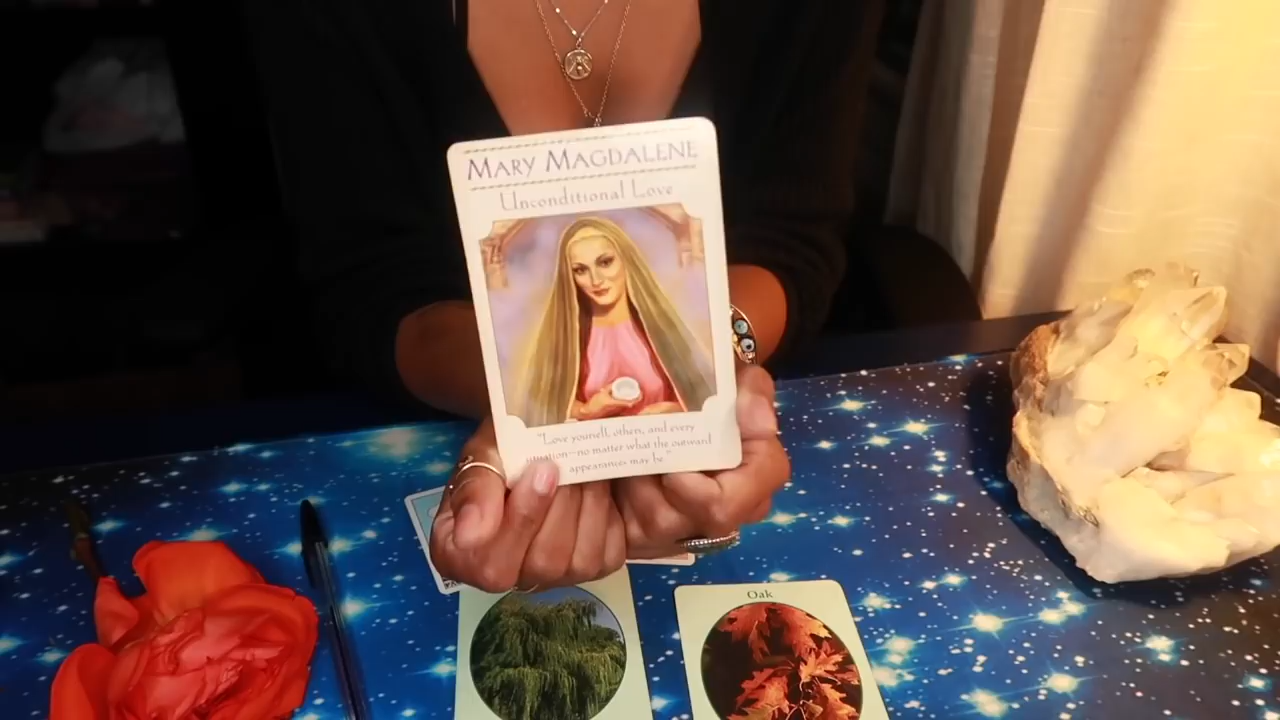 MARY MAGDALENE
Unconditional Love
"Love yourself, others, and every
situation—no matter what the outward
appearances may be."
Oak